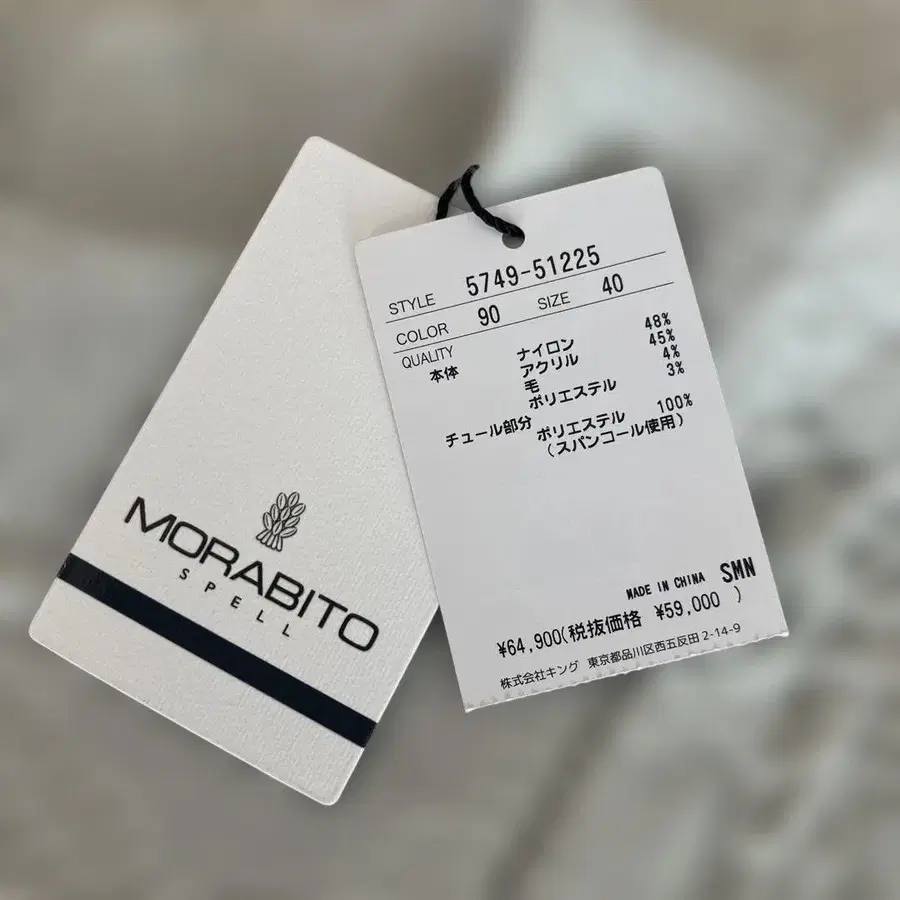 MORABITO
SPELL
STYLE 5749-51225
COLOR 90 SIZE 40
QUALITY
本体 ナイロン 48%
アクリル 45%
毛 4%
ポリエステル 3%
チュール部分 ポリエステル 100%
(スパンコール使用)
MADE IN CHINA SMN
¥64,900(税抜価格 ¥59,000 )
株式会社キング 東京都品川区西五反田 2-14-9